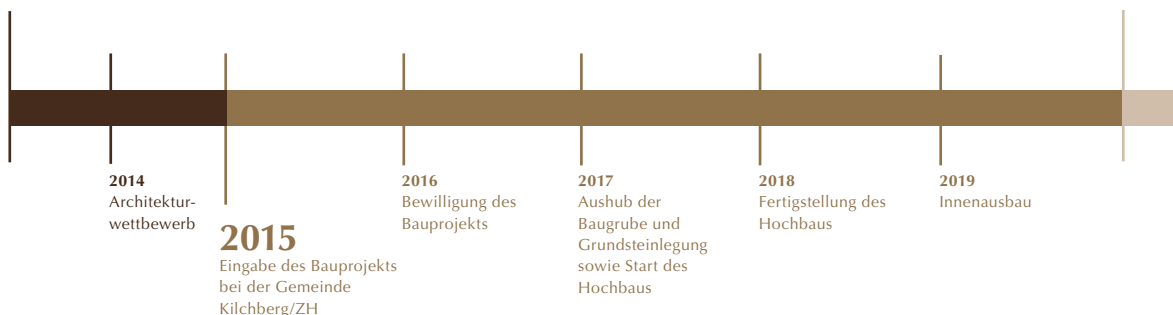 2014
Architektur-
wettbewerb
2015
Eingabe des Bauprojekts
bei der Gemeinde
Kilchberg/ZH
2016
Bewilligung des
Bauprojekts
2017
Aushub der
Baugrube und
Grundsteinlegung
sowie Start des
Hochbaus
2018
Fertigstellung des
Hochbaus
2019
Innenausbau